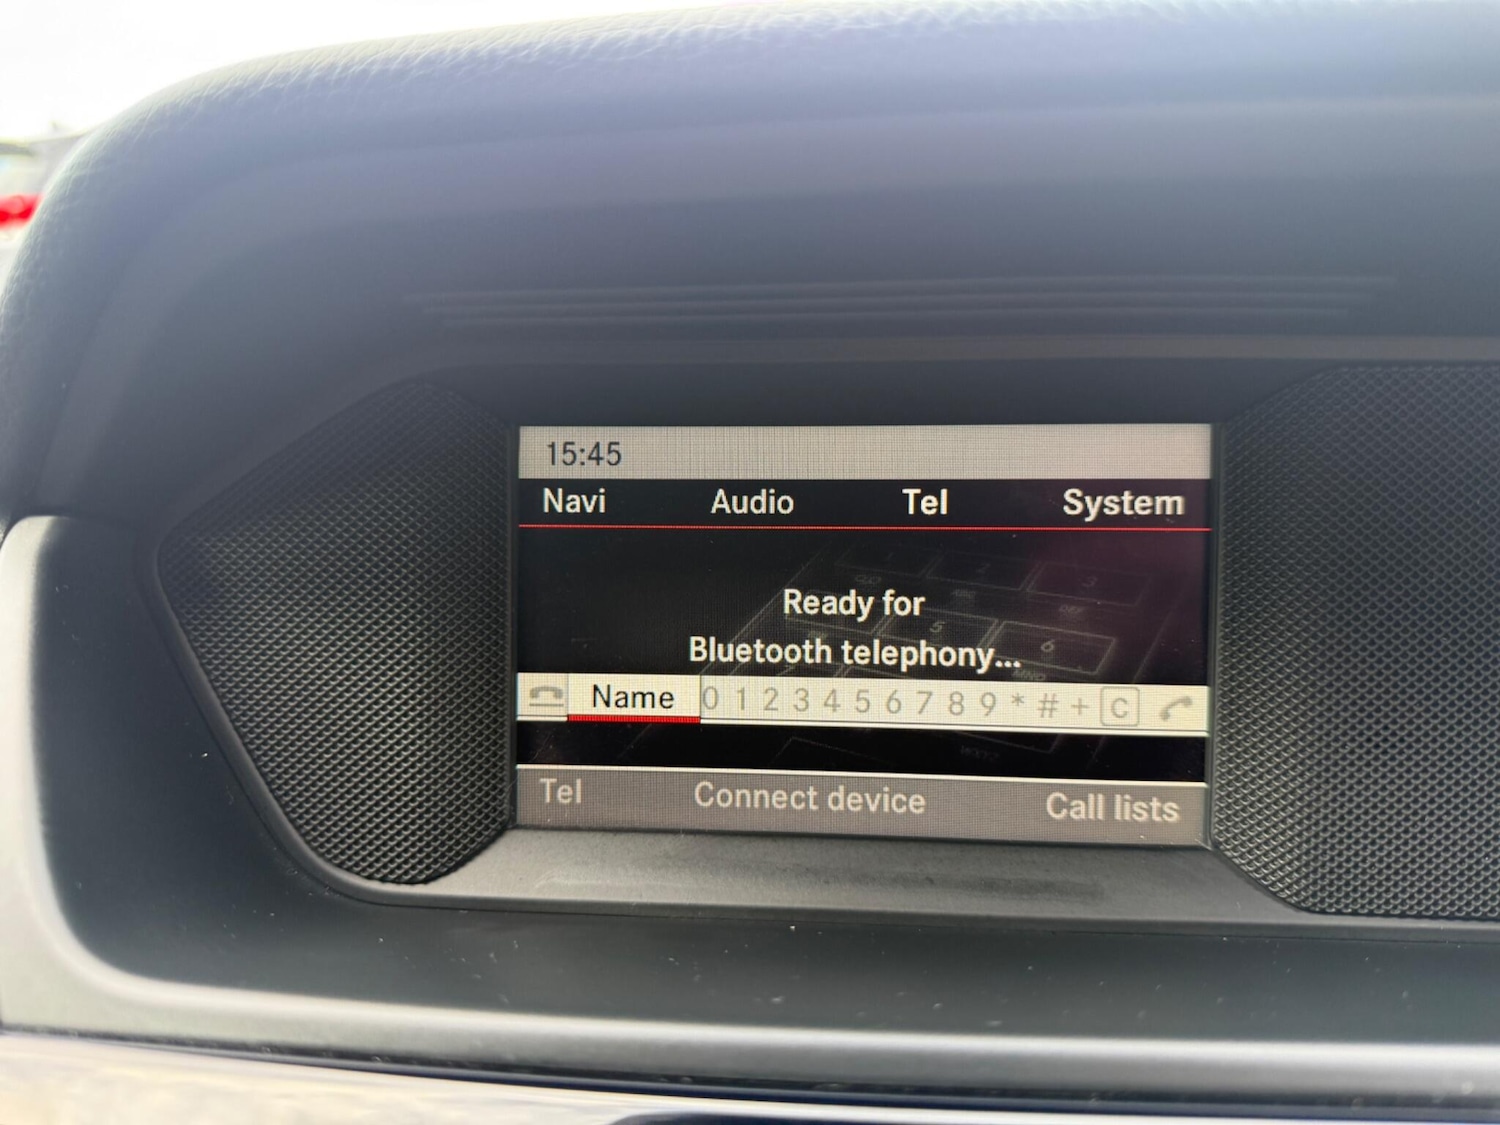 15:45
Navi Audio Tel System
Ready for
Bluetooth telephony...
Name 0 1 2 3 4 5 6 7 8 9 * # + C
Tel Connect device Call lists